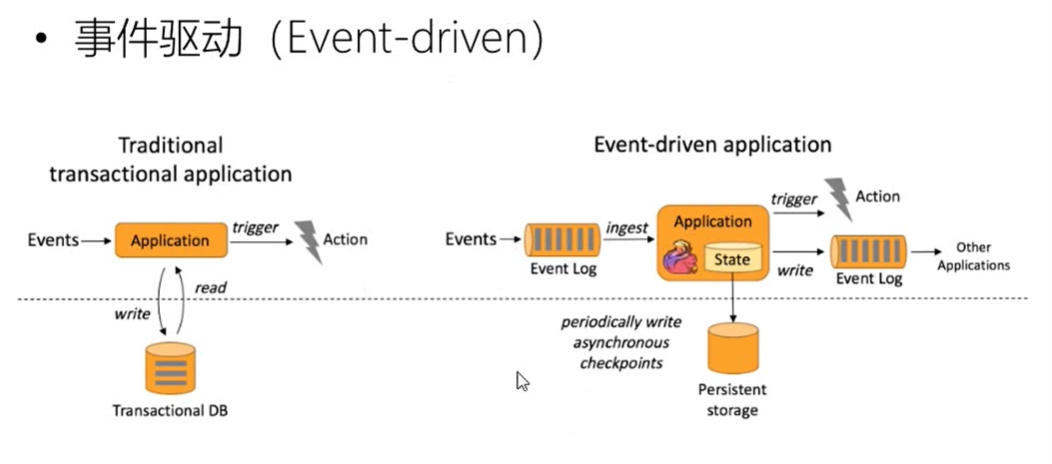 • 事件驱动（Event-driven）
Traditional
transactional application
Events
Application
trigger
Action
write
read
Transactional DB
Event-driven application
Events
Event Log
ingest
Application
State
trigger
Action
write
Event Log
Other
Applications
periodically write
asynchronous
checkpoints
Persistent
storage